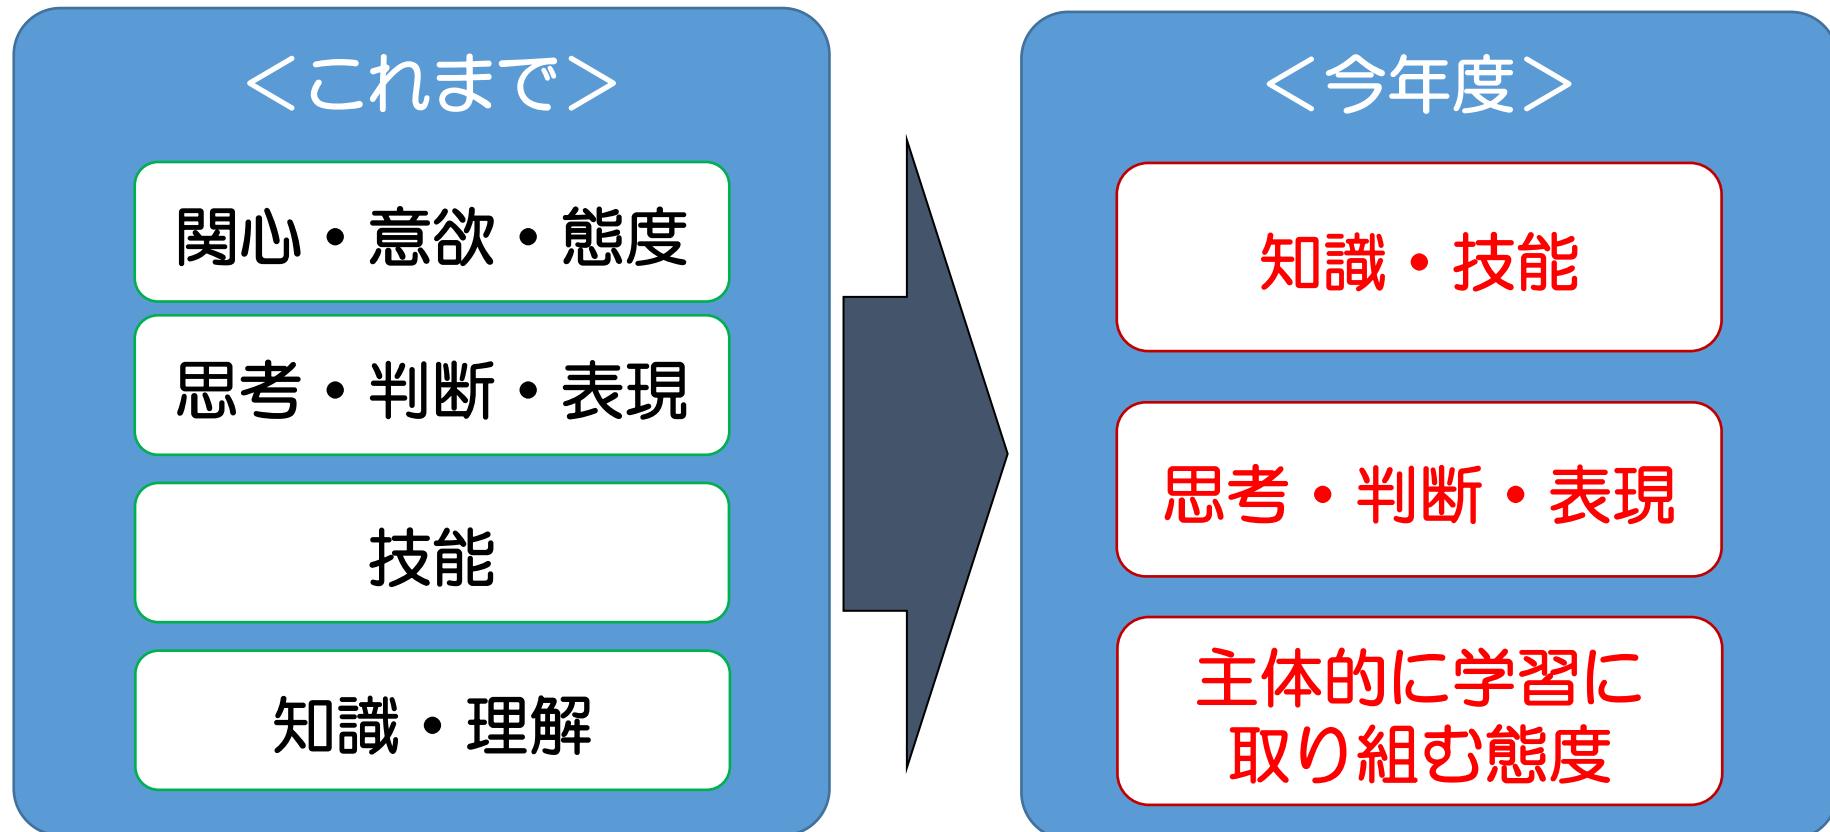 ＜これまで＞
関心・意欲・態度
思考・判断・表現
技能
知識・理解
＜今年度＞
知識・技能
思考・判断・表現
主体的に学習に
取り組む態度